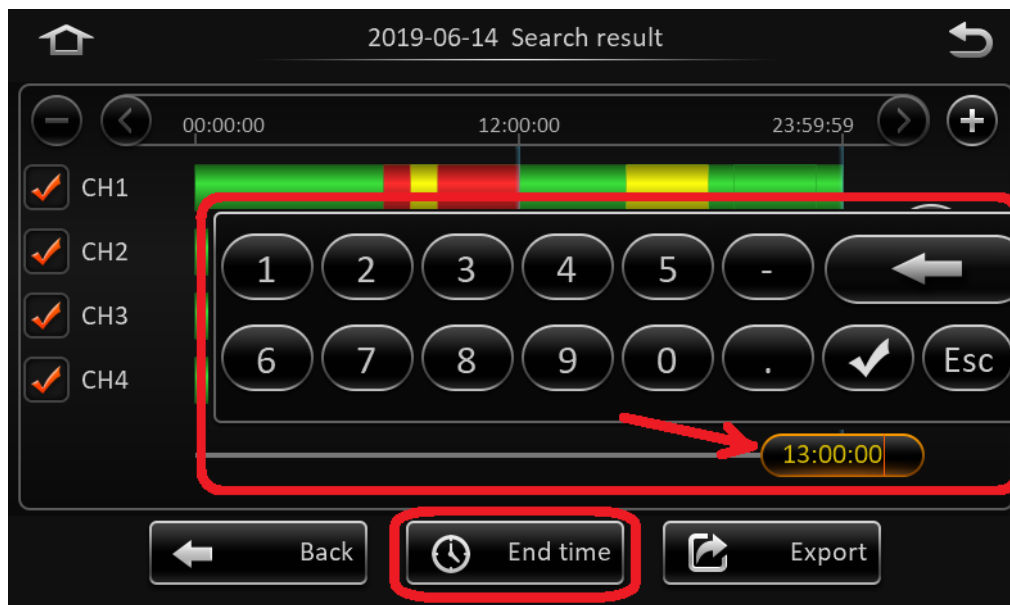 2019-06-14 Search result
00:00:00 12:00:00 23:59:59
CH1
CH2
1 2 3 4 5 -
CH3
6 7 8 9 0 . Esc
CH4
13:00:00
Back End time Export